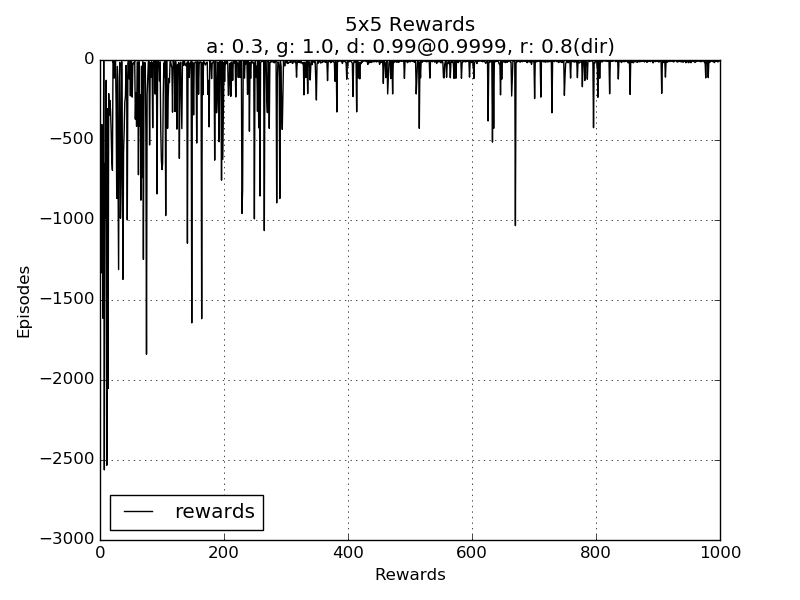 5x5 Rewards
a: 0.3, g: 1.0, d: 0.99@0.9999, r: 0.8(dir)
0
−500
−1000
−1500
−2000
−2500
−3000
Episodes
rewards
0 200 400 600 800 1000
Rewards